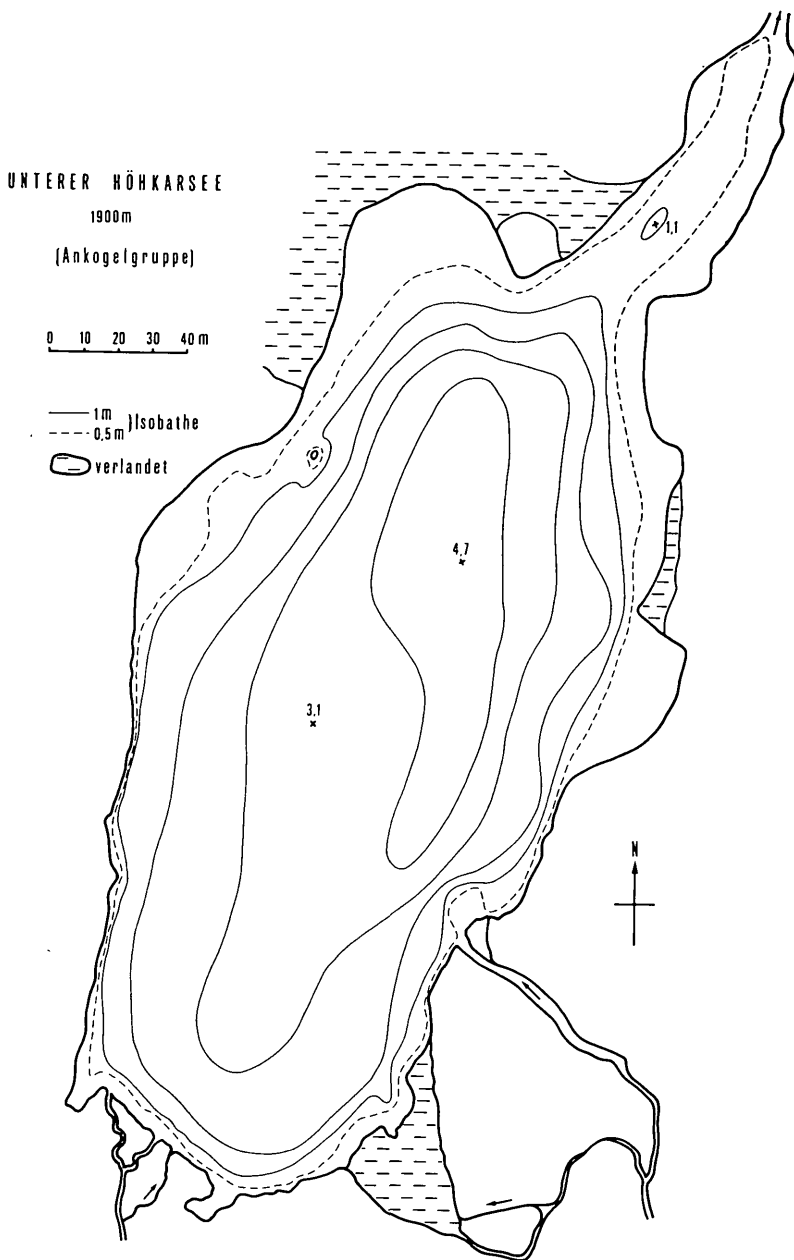 UNTERER HÖHKARSEE
1900m
(Ankogelgruppe)
0 10 20 30 40 m
1m
0,5m
}Isobathe
verlandet
1,1
4,7
3,1
N